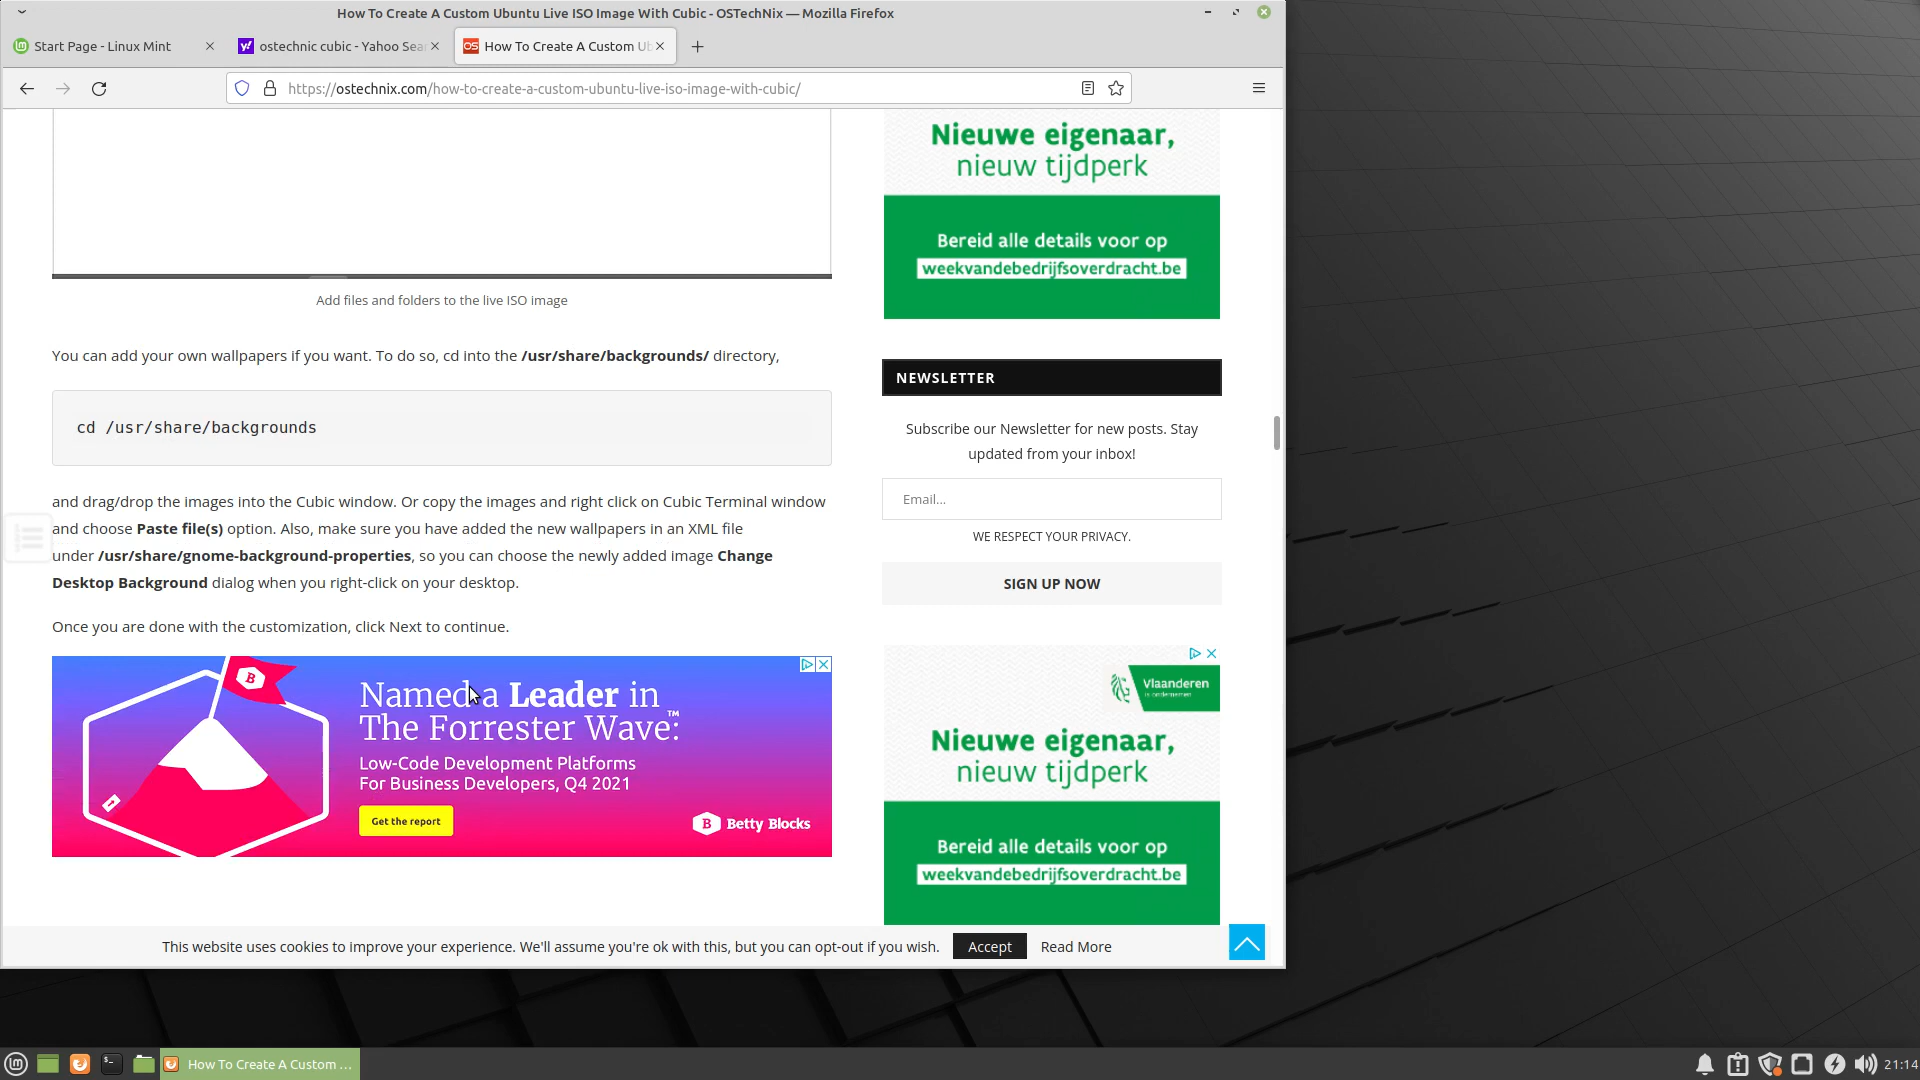 How To Create A Custom Ubuntu Live ISO Image With Cubic - OSTechNix — Mozilla Firefox
Start Page - Linux Mint
ostechnic cubic - Yahoo Sea
OS How To Create A Custom Ub
https://ostechnix.com/how-to-create-a-custom-ubuntu-live-iso-image-with-cubic/
Add files and folders to the live ISO image
You can add your own wallpapers if you want. To do so, cd into the /usr/share/backgrounds/ directory,
cd /usr/share/backgrounds
and drag/drop the images into the Cubic window. Or copy the images and right click on Cubic Terminal window
and choose Paste file(s) option. Also, make sure you have added the new wallpapers in an XML file
under /usr/share/gnome-background-properties, so you can choose the newly added image Change
Desktop Background dialog when you right-click on your desktop.
Once you are done with the customization, click Next to continue.
B
Named a Leader in
The Forrester Wave™:
Low-Code Development Platforms
For Business Developers, Q4 2021
Get the report
B Betty Blocks
Nieuwe eigenaar,
nieuw tijdperk
Bereid alle details voor op
weekvandebedrijfsoverdracht.be
NEWSLETTER
Subscribe our Newsletter for new posts. Stay
updated from your inbox!
Email...
WE RESPECT YOUR PRIVACY.
SIGN UP NOW
Vlaanderen
is ondernemen
Nieuwe eigenaar,
nieuw tijdperk
Bereid alle details voor op
weekvandebedrijfsoverdracht.be
This website uses cookies to improve your experience. We'll assume you're ok with this, but you can opt-out if you wish.
Accept
Read More
How To Create A Custom ...
21:14